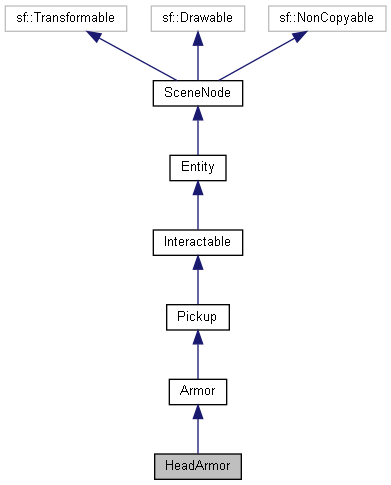 sf::Transformable
sf::Drawable
sf::NonCopyable
SceneNode
Entity
Interactable
Pickup
Armor
HeadArmor